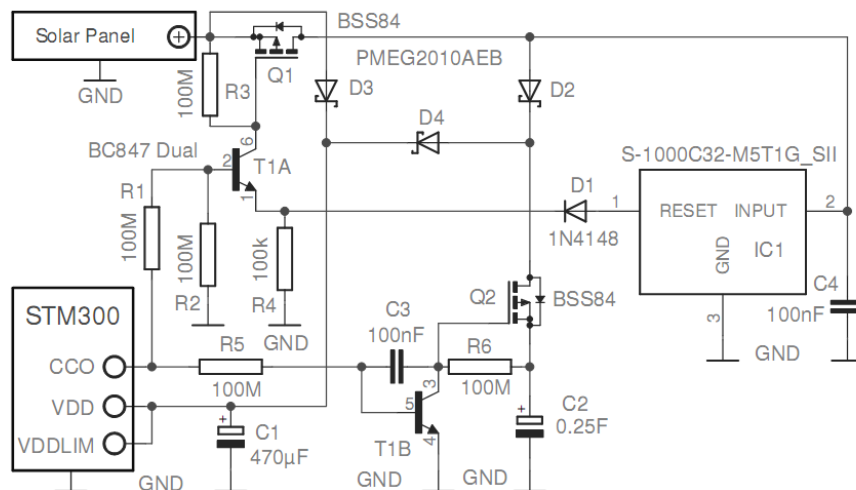 BSS84
Solar Panel
+
PMEG2010AEB
Q1
100M
R3
D3
D2
GND
D4
BC847 Dual
6
2
T1A
S-1000C32-M5T1G_SII
R1
1
D1
1
RESET
INPUT
2
100M
100M
100k
1N4148
GND
IC1
R2
R4
Q2
BSS84
C4
100nF
STM300
C3
100nF
3
GND
GND
R5
R6
CCO
100M
3
100M
VDD
5
+
C2
0.25F
+
C1
470µF
VDDLIM
T1B
4
GND
GND
GND